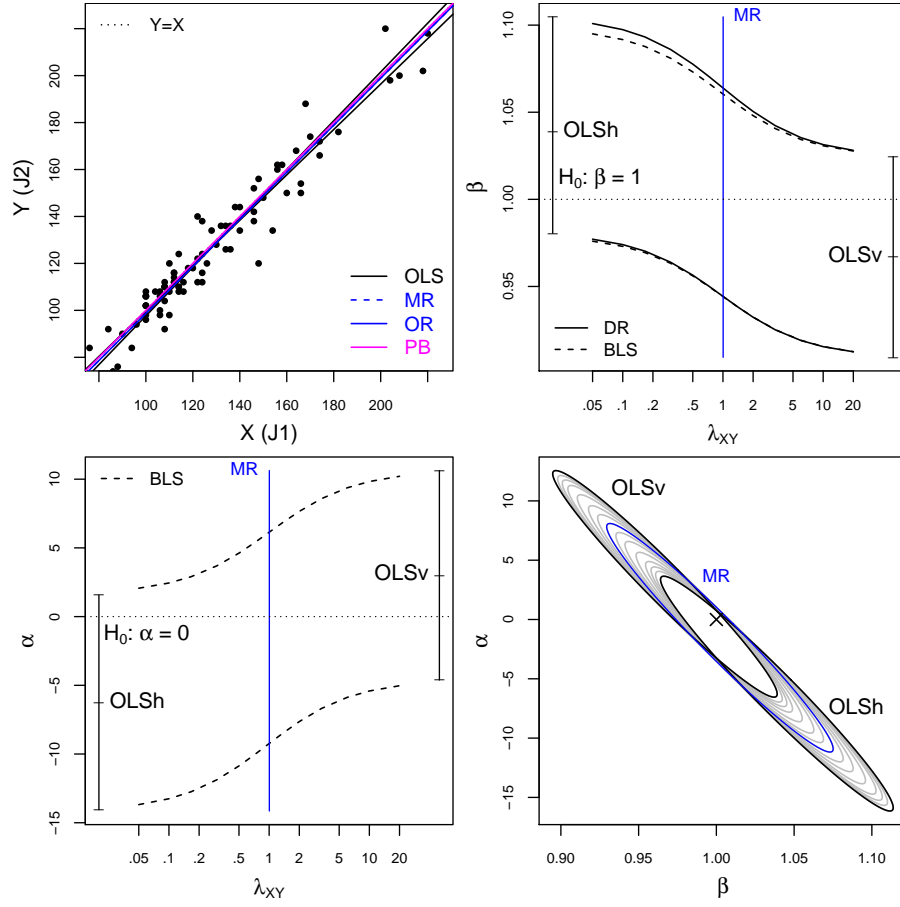 Y=X
Y (J2)
100 120 140 160 180 200
OLS
MR
OR
PB
100 120 140 160 180 200
X (J1)
MR
1.10
1.05
1.00
0.95
β
OLSh
H₀: β = 1
OLSv
DR
BLS
.05 .1 .2 .5 1 2 5 10 20
λXY
BLS
MR
10
5
0
−5
−10
−15
α
OLSv
H₀: α = 0
OLSh
.05 .1 .2 .5 1 2 5 10 20
λXY
OLSv
MR
10
5
0
−5
−10
−15
α
OLSh
0.90 0.95 1.00 1.05 1.10
β